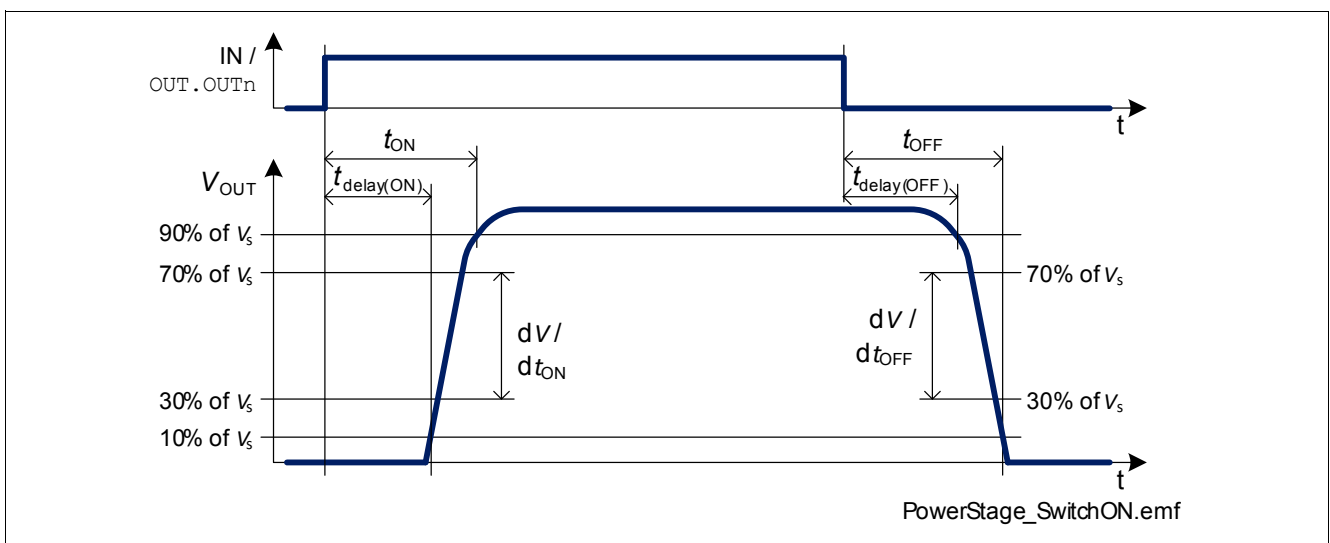 IN /
OUT.OUTn
t
tON
tOFF
VOUT
tdelay(ON)
tdelay(OFF)
90% of Vs
70% of Vs
70% of Vs
dV /
dtON
dV /
dtOFF
30% of Vs
30% of Vs
10% of Vs
t
PowerStage_SwitchON.emf